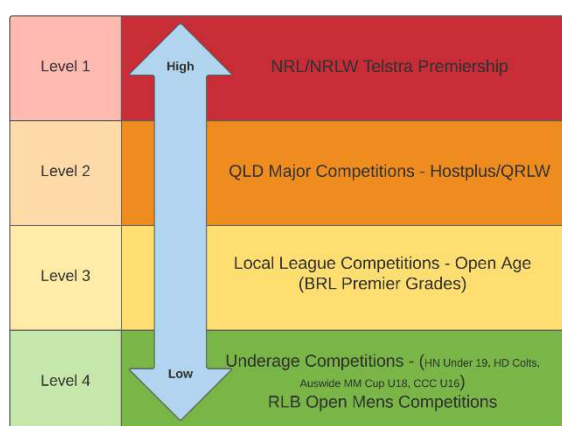 Level 1
High
NRL/NRLW Telstra Premiership
Level 2
QLD Major Competitions - Hostplus/QRLW
Level 3
Local League Competitions - Open Age
(BRL Premier Grades)
Level 4
Low
Underage Competitions - (HN Under 19, HD Colts,
Auswide MM Cup U18, CCC U16)
RLB Open Mens Competitions